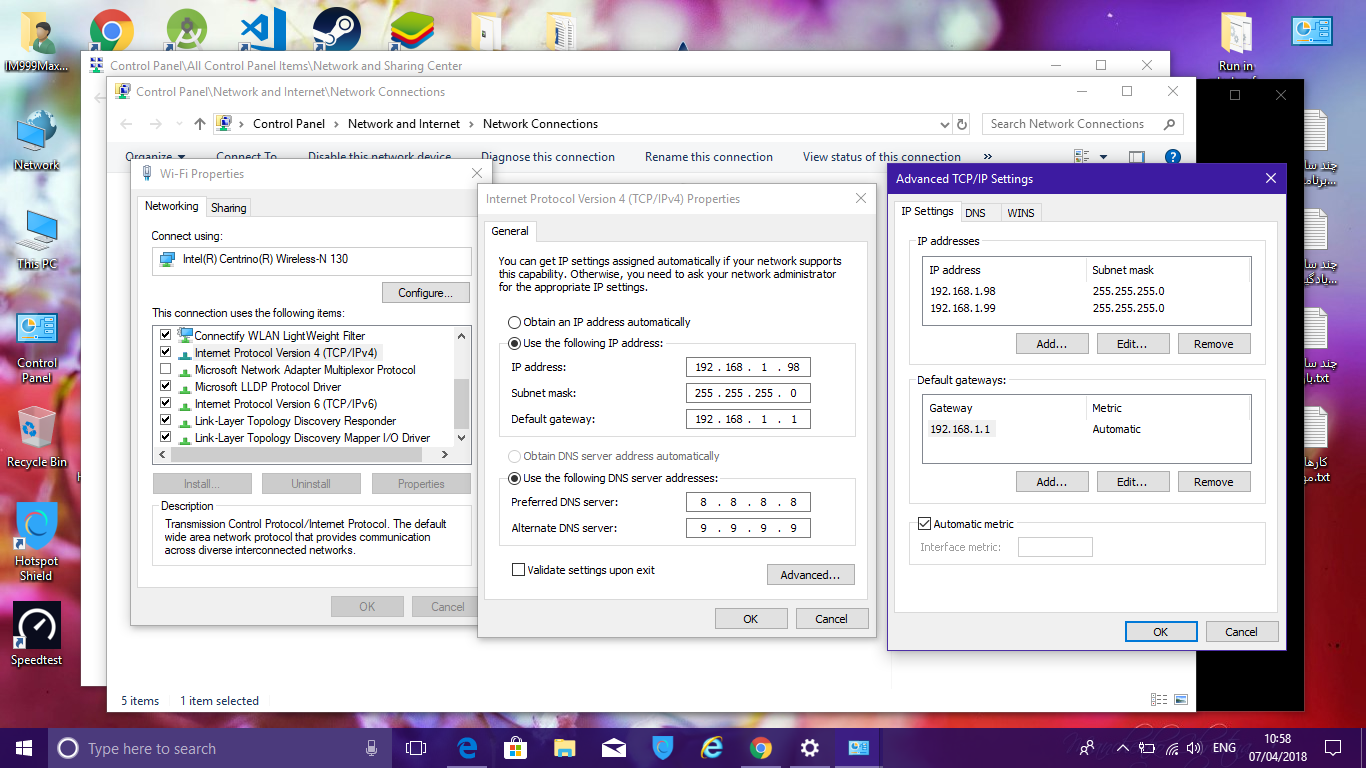 IM999Max...
Network
This PC
Control
Panel
Recycle Bin
Hotspot
Shield
Speedtest
Run in
Control Panel\All Control Panel Items\Network and Sharing Center
Control Panel\Network and Internet\Network Connections
Control Panel > Network and Internet > Network Connections
Search Network Connections
Organize
Connect To
Disable this network device
Diagnose this connection
Rename this connection
View status of this connection
»
Wi-Fi Properties
Networking
Sharing
Connect using:
Intel(R) Centrino(R) Wireless-N 130
Configure...
This connection uses the following items:
Connectify WLAN LightWeight Filter
Internet Protocol Version 4 (TCP/IPv4)
Microsoft Network Adapter Multiplexor Protocol
Microsoft LLDP Protocol Driver
Internet Protocol Version 6 (TCP/IPv6)
Link-Layer Topology Discovery Responder
Link-Layer Topology Discovery Mapper I/O Driver
Install...
Uninstall
Properties
Description
Transmission Control Protocol/Internet Protocol. The default
wide area network protocol that provides communication
across diverse interconnected networks.
OK
Cancel
Internet Protocol Version 4 (TCP/IPv4) Properties
General
You can get IP settings assigned automatically if your network supports
this capability. Otherwise, you need to ask your network administrator
for the appropriate IP settings.
Obtain an IP address automatically
Use the following IP address:
IP address: 192 . 168 . 1 . 98
Subnet mask: 255 . 255 . 255 . 0
Default gateway: 192 . 168 . 1 . 1
Obtain DNS server address automatically
Use the following DNS server addresses:
Preferred DNS server: 8 . 8 . 8 . 8
Alternate DNS server: 9 . 9 . 9 . 9
Validate settings upon exit
Advanced...
OK
Cancel
Advanced TCP/IP Settings
IP Settings
DNS
WINS
IP addresses
IP address Subnet mask
192.168.1.98 255.255.255.0
192.168.1.99 255.255.255.0
Add...
Edit...
Remove
Default gateways:
Gateway Metric
192.168.1.1 Automatic
Add...
Edit...
Remove
Automatic metric
Interface metric:
OK
Cancel
چند سا
...برنام
چند سا
...یادگی
چند سا
کارها
5 items
1 item selected
Type here to search
ENG
10:58
07/04/2018